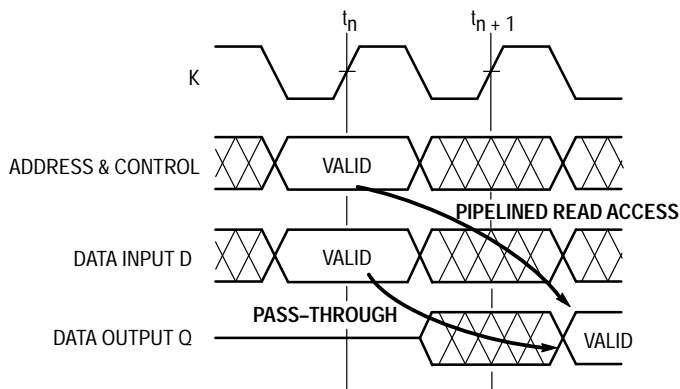 tn
tn + 1
K
ADDRESS & CONTROL
VALID
PIPELINED READ ACCESS
DATA INPUT D
VALID
PASS–THROUGH
DATA OUTPUT Q
VALID